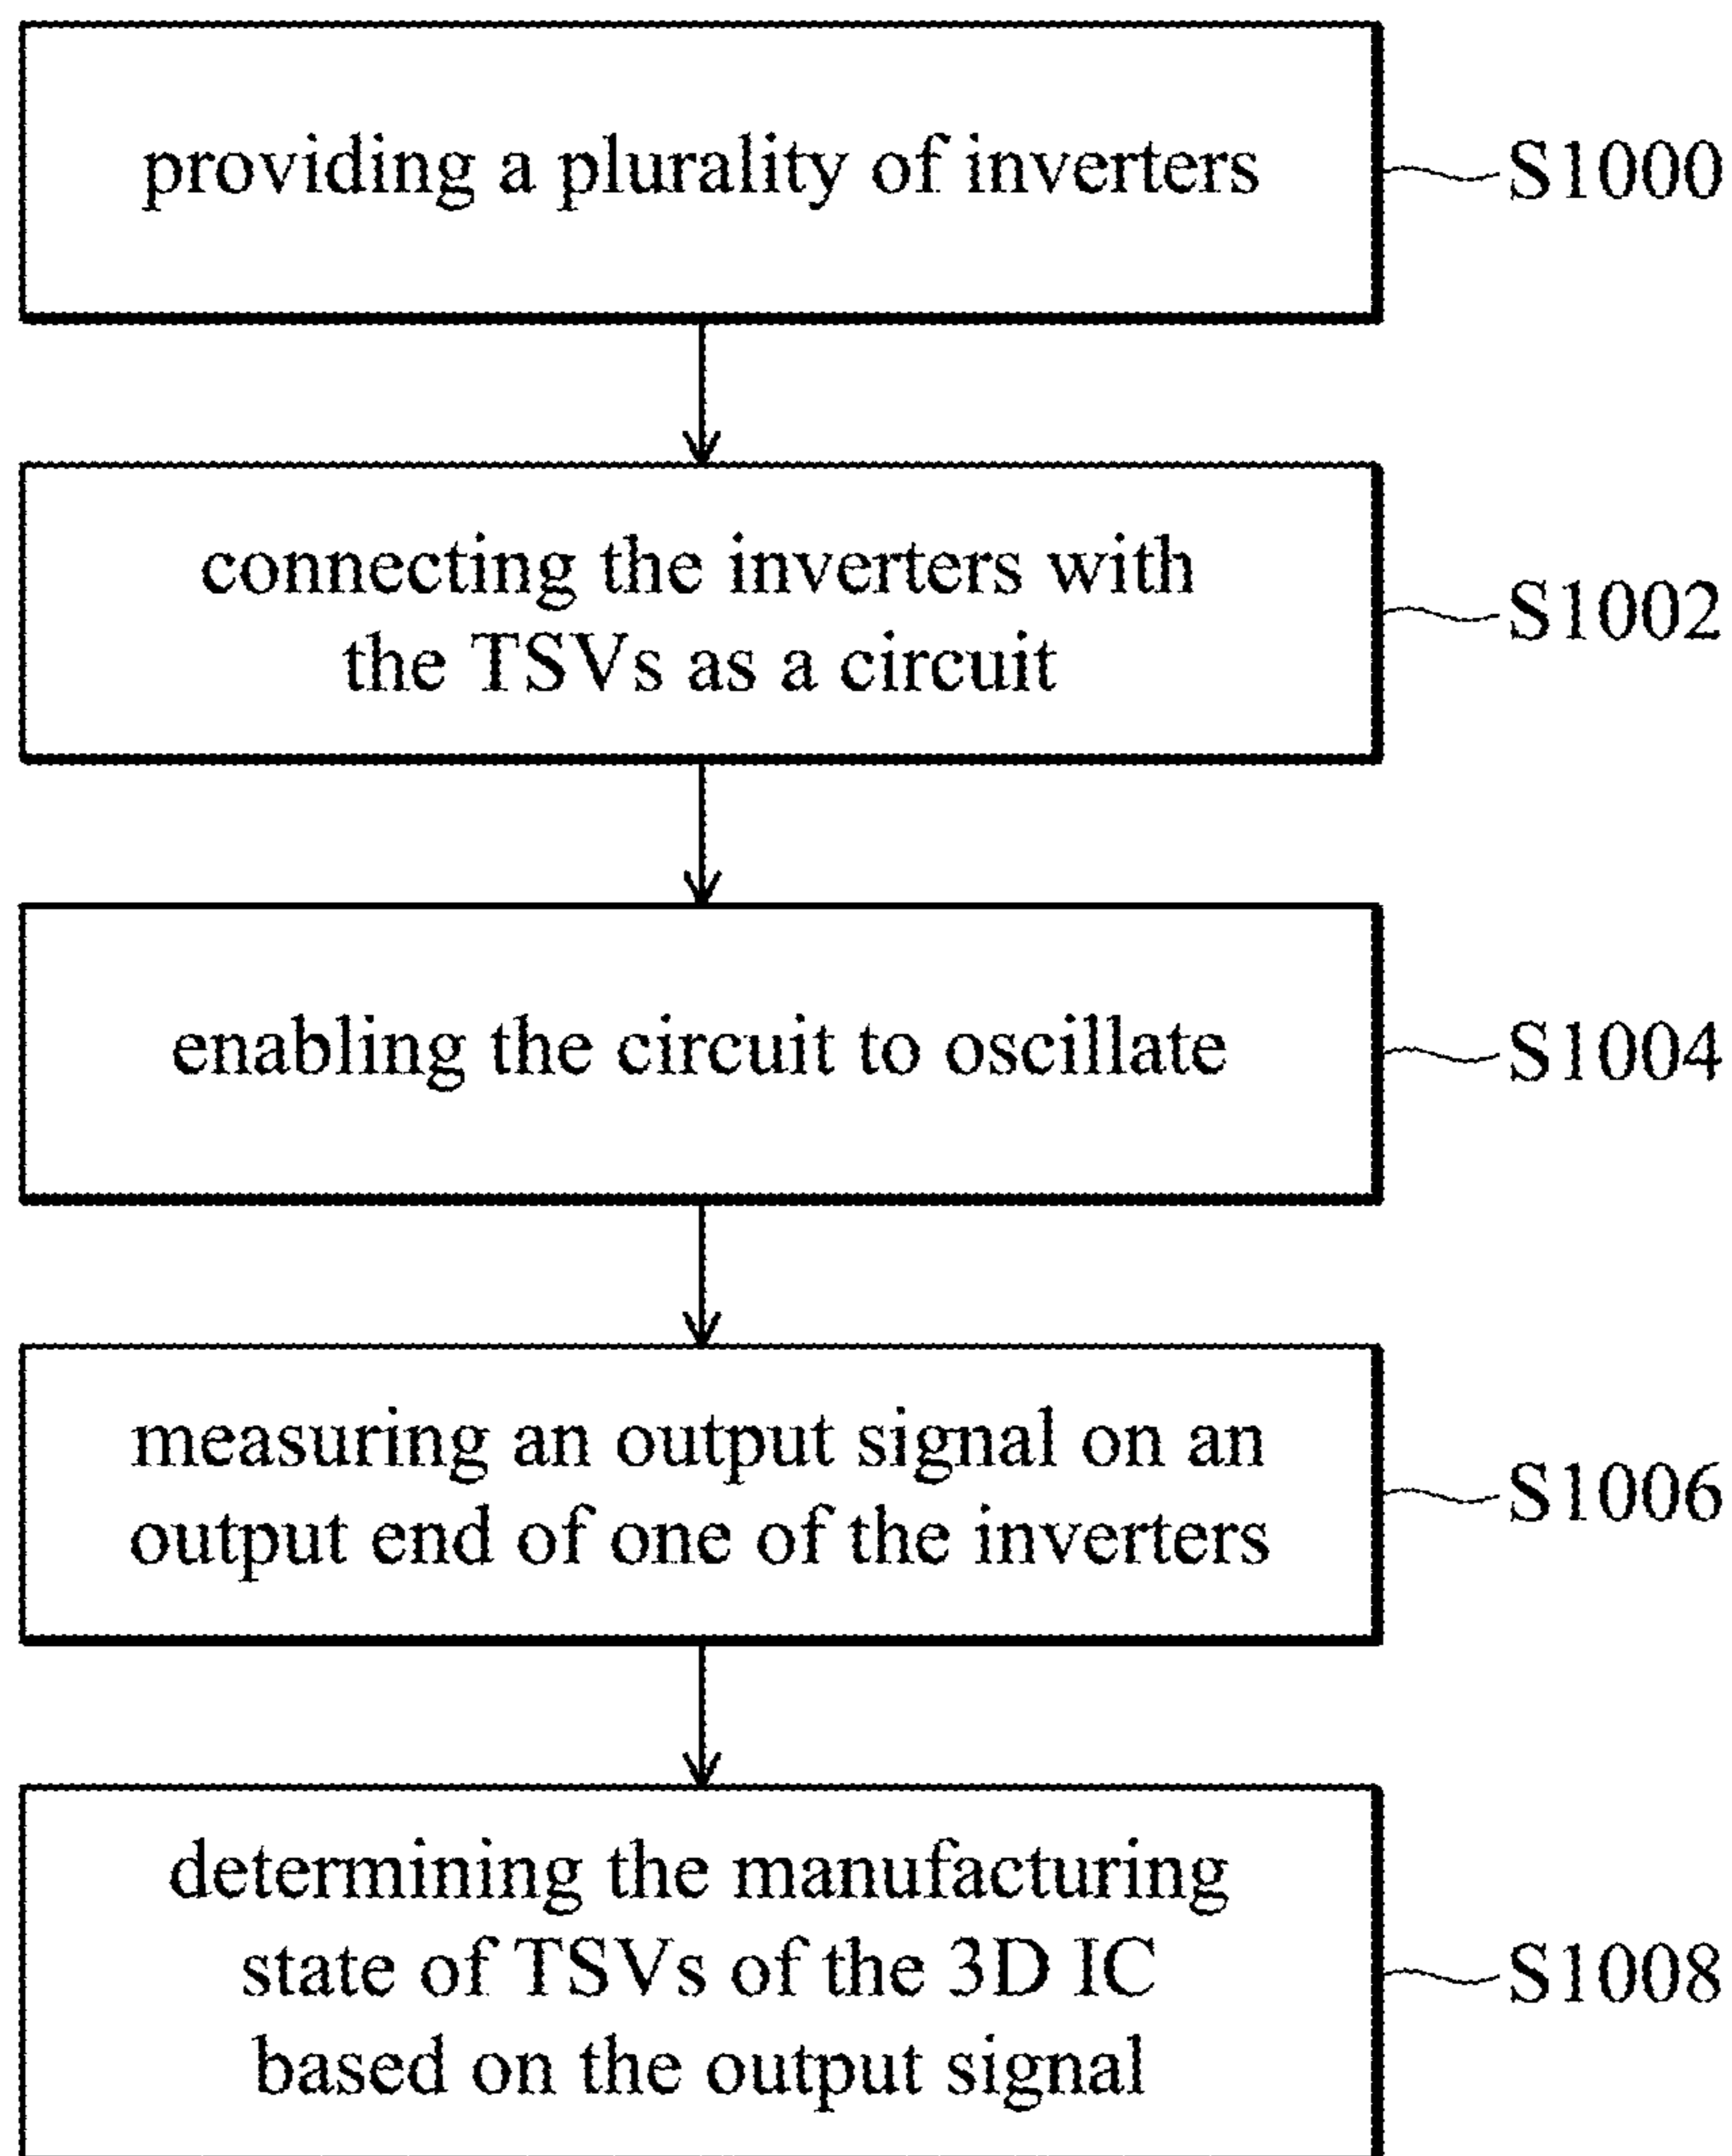 providing a plurality of inverters
S1000
connecting the inverters with
the TSVs as a circuit
S1002
enabling the circuit to oscillate
S1004
measuring an output signal on an
output end of one of the inverters
S1006
determining the manufacturing
state of TSVs of the 3D IC
based on the output signal
S1008